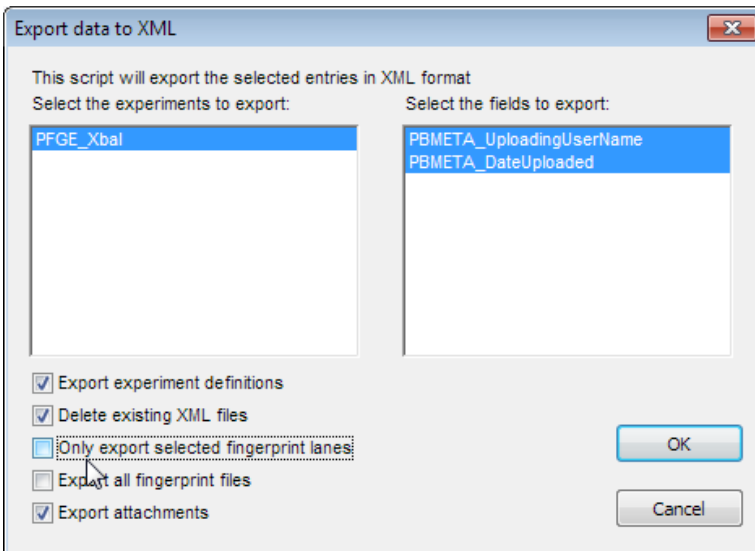 Export data to XML
This script will export the selected entries in XML format
Select the experiments to export:
Select the fields to export:
PFGE_XbaI
PBMETA_UploadingUserName
PBMETA_DateUploaded
Export experiment definitions
Delete existing XML files
Only export selected fingerprint lanes
Export all fingerprint files
Export attachments
OK
Cancel